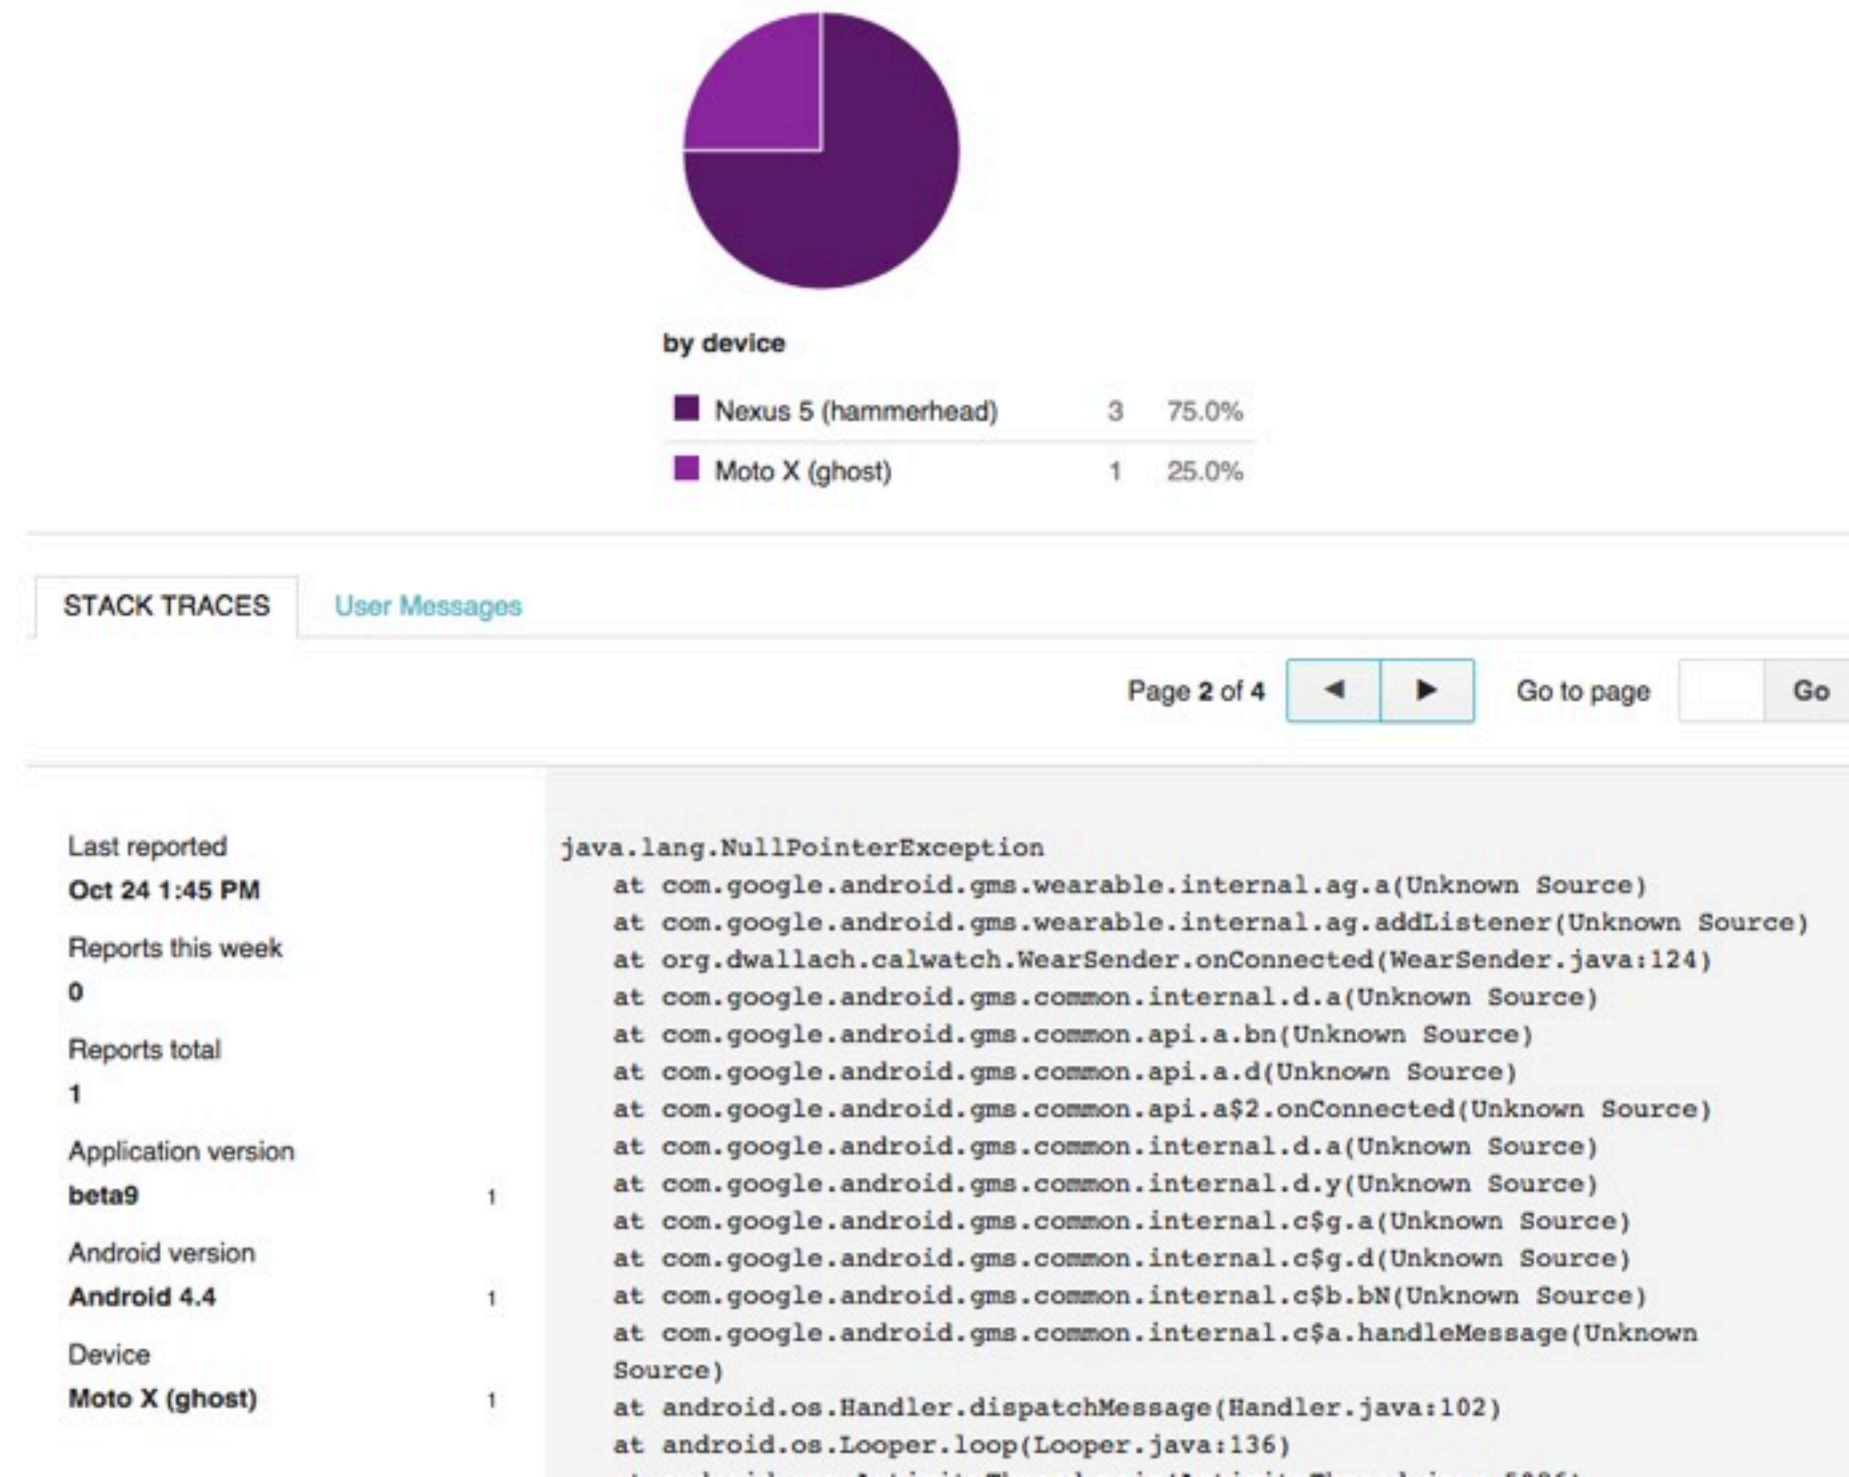 by device
Nexus 5 (hammerhead) 3 75.0%
Moto X (ghost) 1 25.0%
STACK TRACES User Messages
Page 2 of 4 ◀ ▶ Go to page Go
Last reported
Oct 24 1:45 PM
Reports this week
0
Reports total
1
Application version
beta9 1
Android version
Android 4.4 1
Device
Moto X (ghost) 1
java.lang.NullPointerException
at com.google.android.gms.wearable.internal.ag.a(Unknown Source)
at com.google.android.gms.wearable.internal.ag.addListener(Unknown Source)
at org.dwallach.calwatch.WearSender.onConnected(WearSender.java:124)
at com.google.android.gms.common.internal.d.a(Unknown Source)
at com.google.android.gms.common.api.a.bn(Unknown Source)
at com.google.android.gms.common.api.a.d(Unknown Source)
at com.google.android.gms.common.api.a$2.onConnected(Unknown Source)
at com.google.android.gms.common.internal.d.a(Unknown Source)
at com.google.android.gms.common.internal.d.y(Unknown Source)
at com.google.android.gms.common.internal.c$g.a(Unknown Source)
at com.google.android.gms.common.internal.c$g.d(Unknown Source)
at com.google.android.gms.common.internal.c$b.bN(Unknown Source)
at com.google.android.gms.common.internal.c$a.handleMessage(Unknown
Source)
at android.os.Handler.dispatchMessage(Handler.java:102)
at android.os.Looper.loop(Looper.java:136)